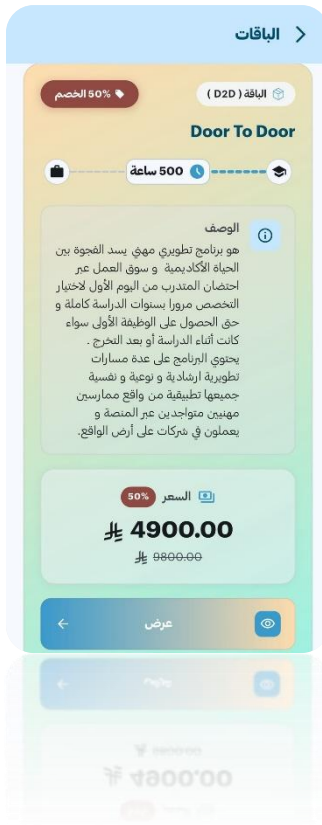 الباقات
الباقة ( D2D )
50% الخصم
Door To Door
500 ساعة
الوصف
هو برنامج تطويري مهني يسد الفجوة بين
الحياة الأكاديمية و سوق العمل عبر
احتضان المتدرب من اليوم الأول لاختيار
التخصص مرورا بسنوات الدراسة كاملة و
حتى الحصول على الوظيفة الأولى سواء
كانت أثناء الدراسة أو بعد التخرج .
يحتوي البرنامج على عدة مسارات
تطويرية ارشادية و نوعية و نفسية
جميعها تطبيقية من واقع ممارسين
مهنيين متواجدين عبر المنصة و
يعملون في شركات على أرض الواقع.
السعر 50%
4900.00
9800.00
عرض